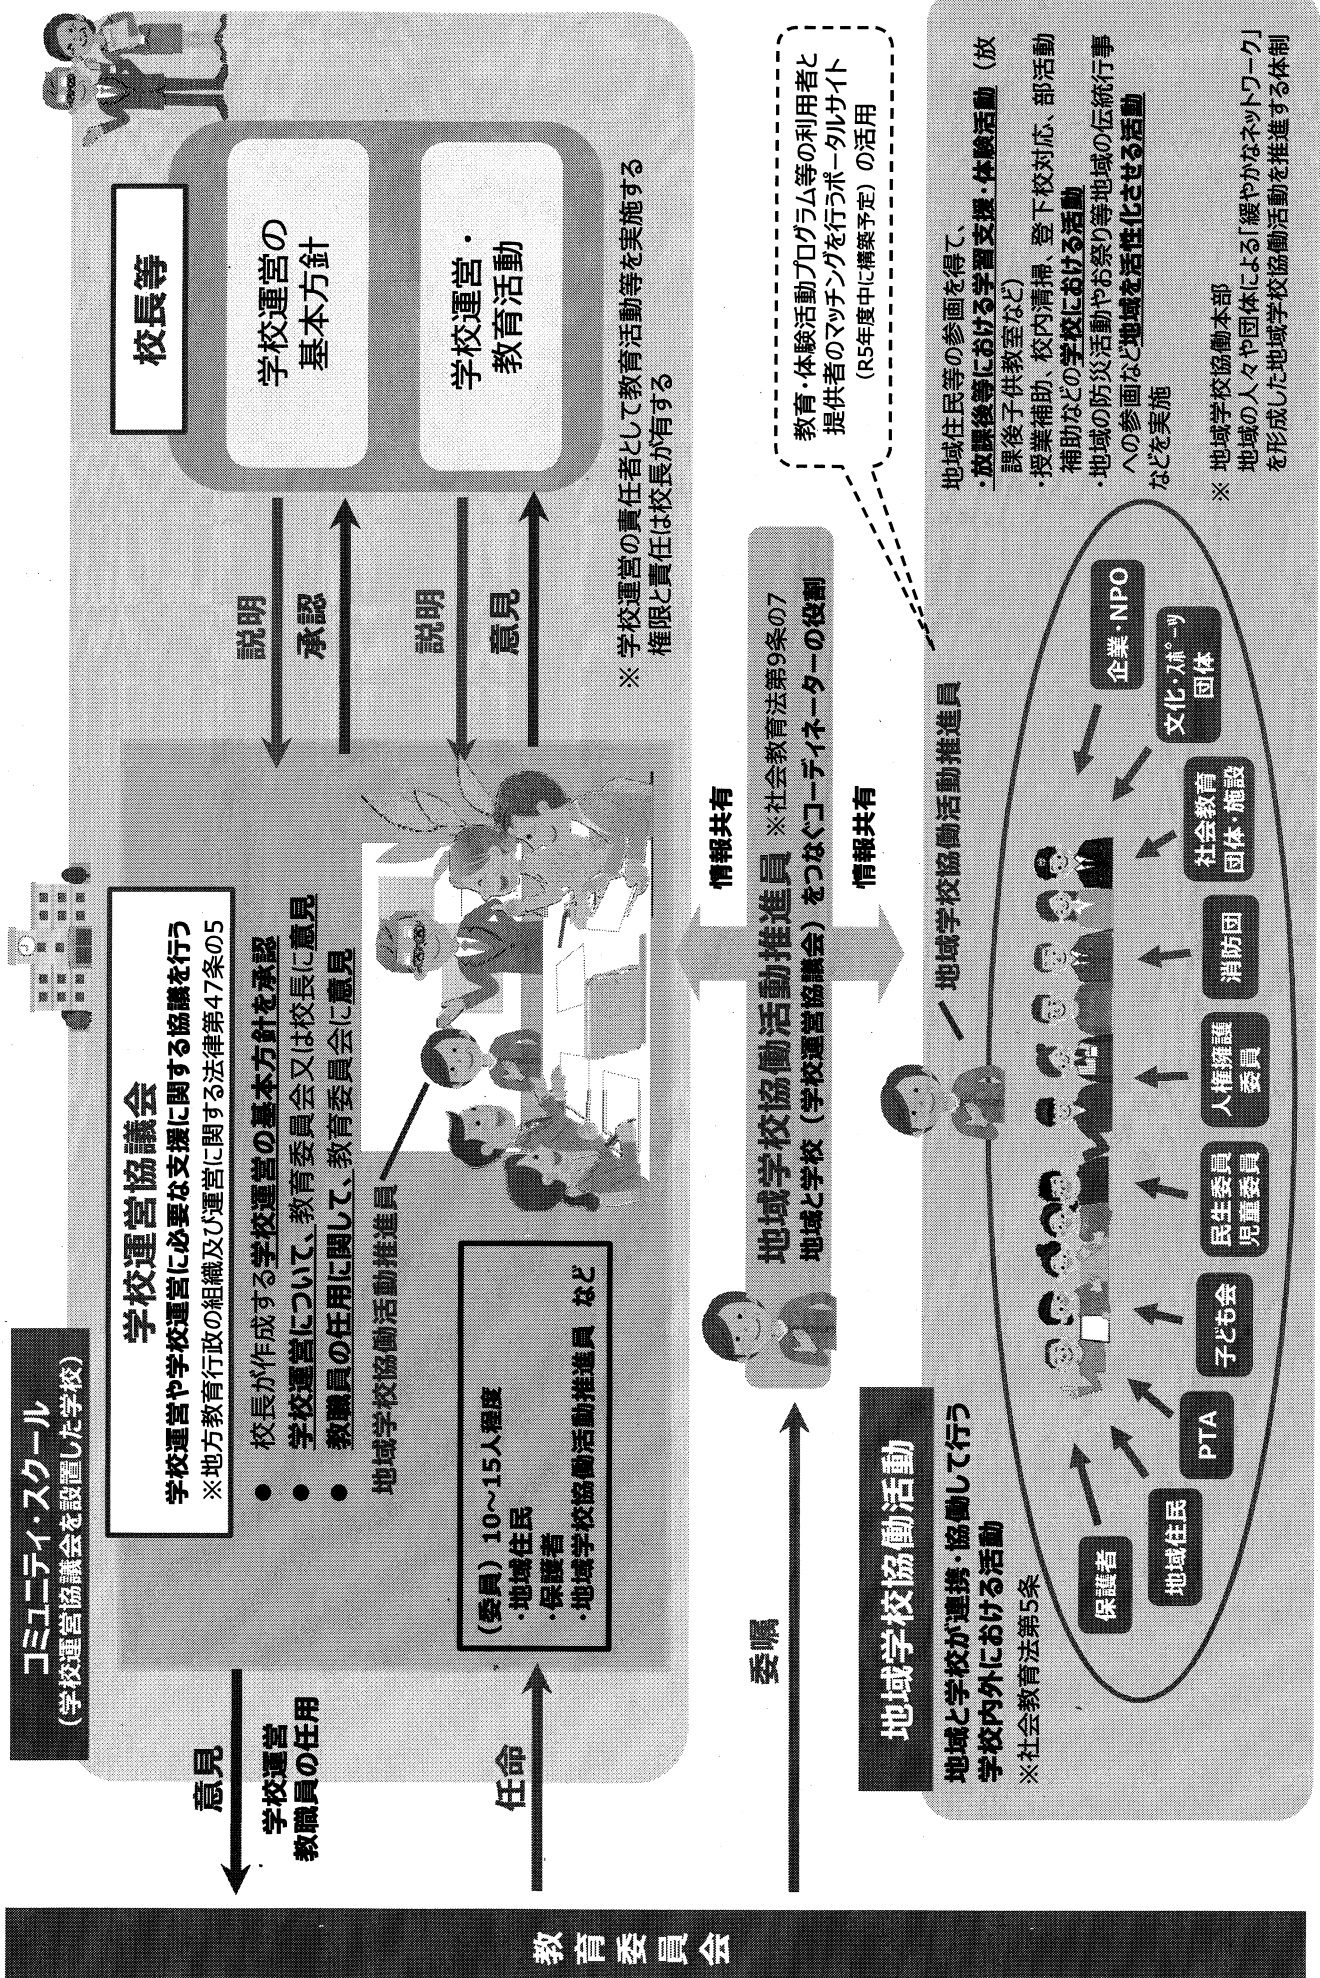 コミュニティ・スクール
(学校運営協議会を設置した学校)
学校運営協議会
学校運営や学校運営に必要な支援に関する協議を行う
※地方教育行政の組織及び運営に関する法律第47条の5
● 校長が作成する学校運営の基本方針を承認
● 学校運営について、教育委員会又は校長に意見
● 教職員の任用に関して、教育委員会に意見
地域学校協働活動推進員
(委員) 10～15人程度
・地域住民
・保護者
・地域学校協働活動推進員 など
意見
学校運営
教職員の任用
任命
委嘱
教育委員会
説明
承認
説明
意見
校長等
学校運営の
基本方針
学校運営・
教育活動
※ 学校運営の責任者として教育活動等を実施する
権限と責任は校長が有する
情報共有
地域学校協働活動推進員 ※社会教育法第9条の7
地域と学校（学校運営協議会）をつなぐコーディネーターの役割
情報共有
教育・体験活動プログラム等の利用者と
提供者のマッチングを行うポータルサイト
（R5年度中に構築予定）の活用
地域学校協働活動
地域と学校が連携・協働して行う
学校内外における活動
※社会教育法第5条
地域学校協働活動推進員
保護者
地域住民
PTA
子ども会
民生委員
児童委員
人権擁護
委員
消防団
社会教育
団体・施設
文化・ｽﾎﾟｰﾂ
団体
企業・NPO
地域住民等の参画を得て、
・放課後等における学習支援・体験活動（放
課後子供教室など）
・授業補助、校内清掃、登下校対応、部活動
補助などの学校における活動
・地域の防災活動やお祭り等地域の伝統行事
への参画など地域を活性化させる活動
などを実施
※ 地域学校協働本部
地域の人々や団体による「緩やかなネットワーク」
を形成した地域学校協働活動を推進する体制